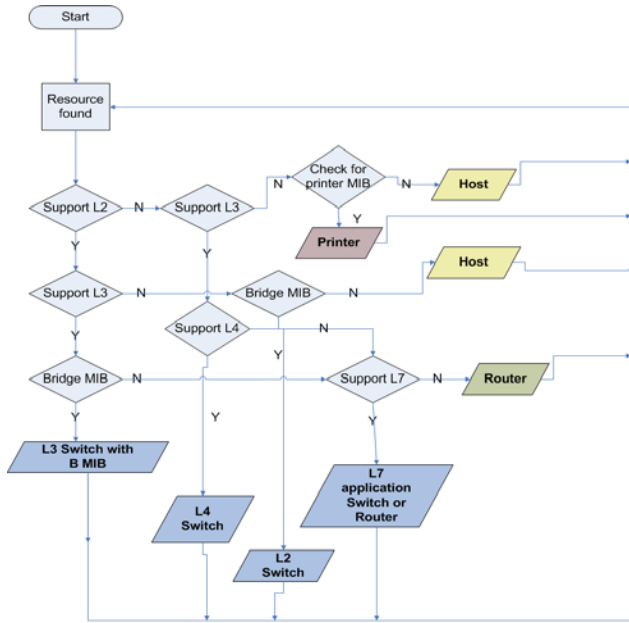 Start
Resource
found
Check for
printer MIB
N
N
Host
Support L2
N
Support L3
Y
Printer
Y
Y
Host
Support L3
N
Bridge MIB
N
Support L4
N
Y
Y
Bridge MIB
N
Support L7
N
Router
Y
Y
Y
L3 Switch with
B MIB
L7
application
Switch or
Router
L4
Switch
L2
Switch